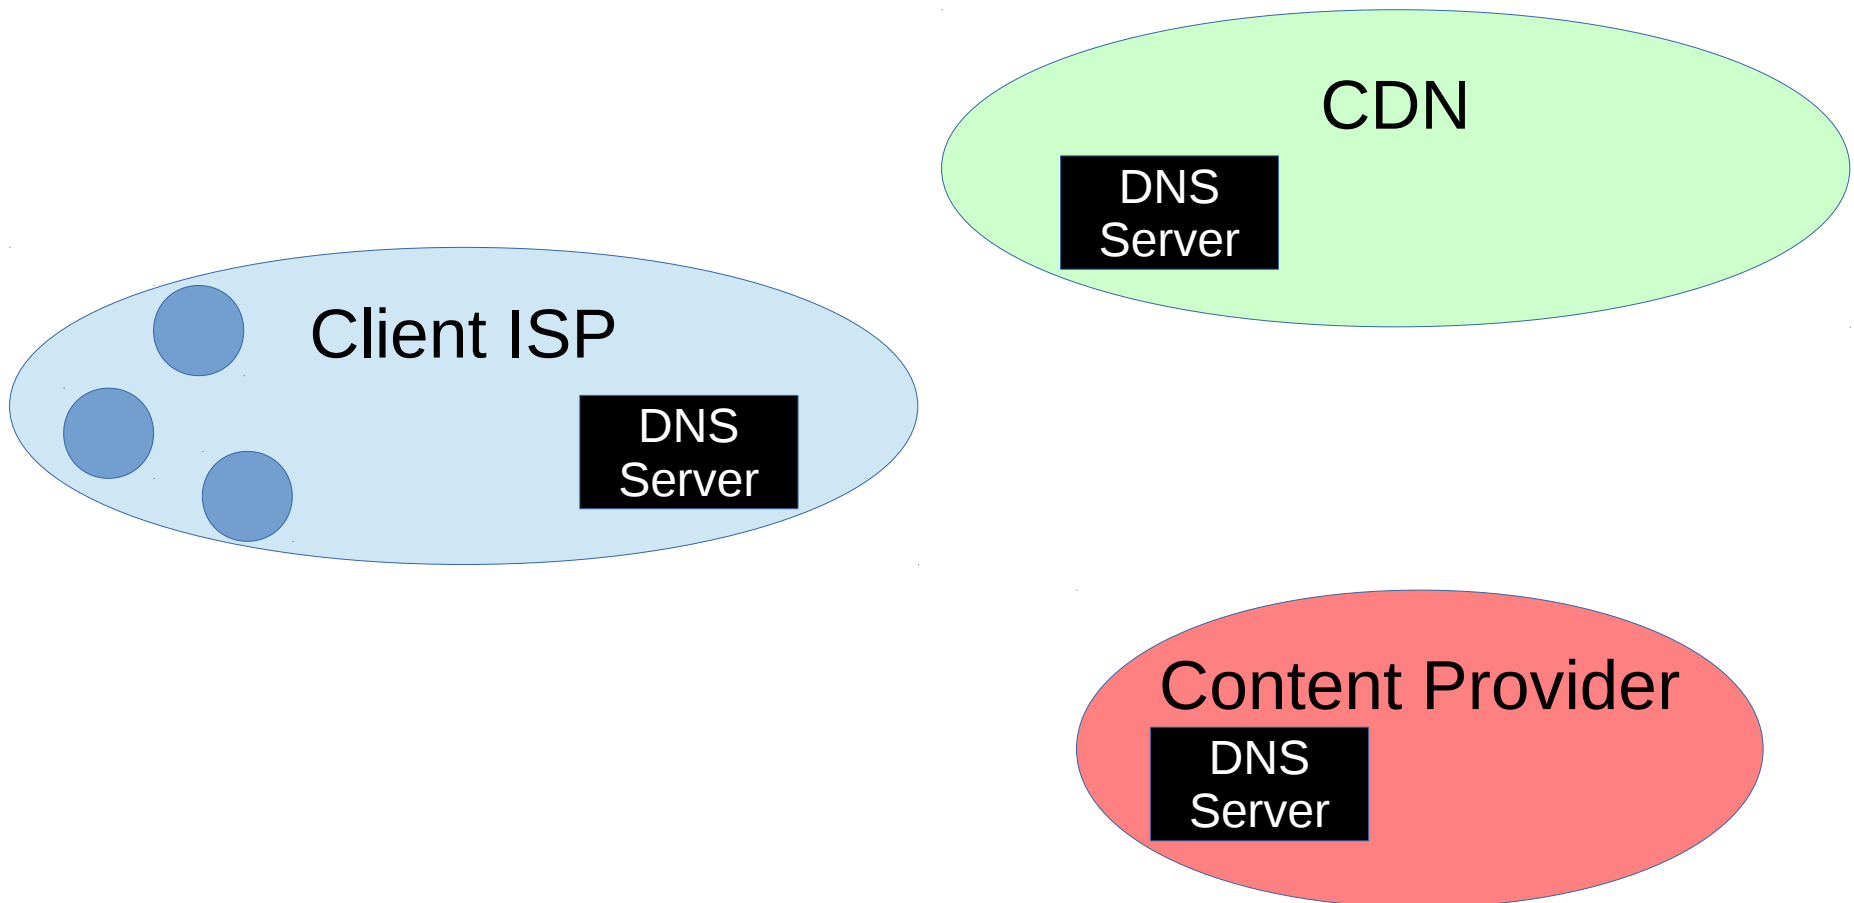 CDN
DNS
Server
Client ISP
DNS
Server
Content Provider
DNS
Server